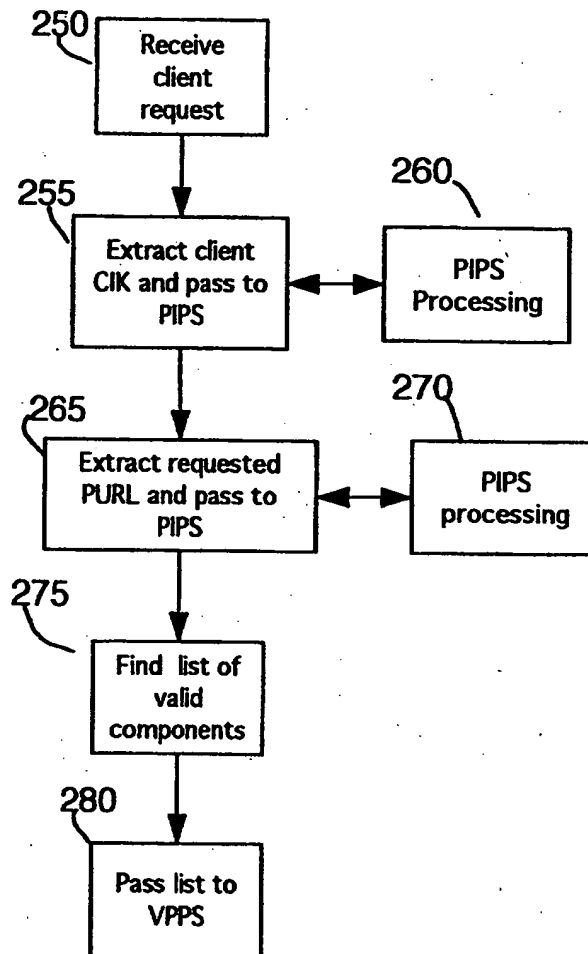 250
Receive
client
request
255
Extract client
CIK and pass to
PIPS
260
PIPS
Processing
265
Extract requested
PURL and pass to
PIPS
270
PIPS
processing
275
Find list of
valid
components
280
Pass list to
VPPS